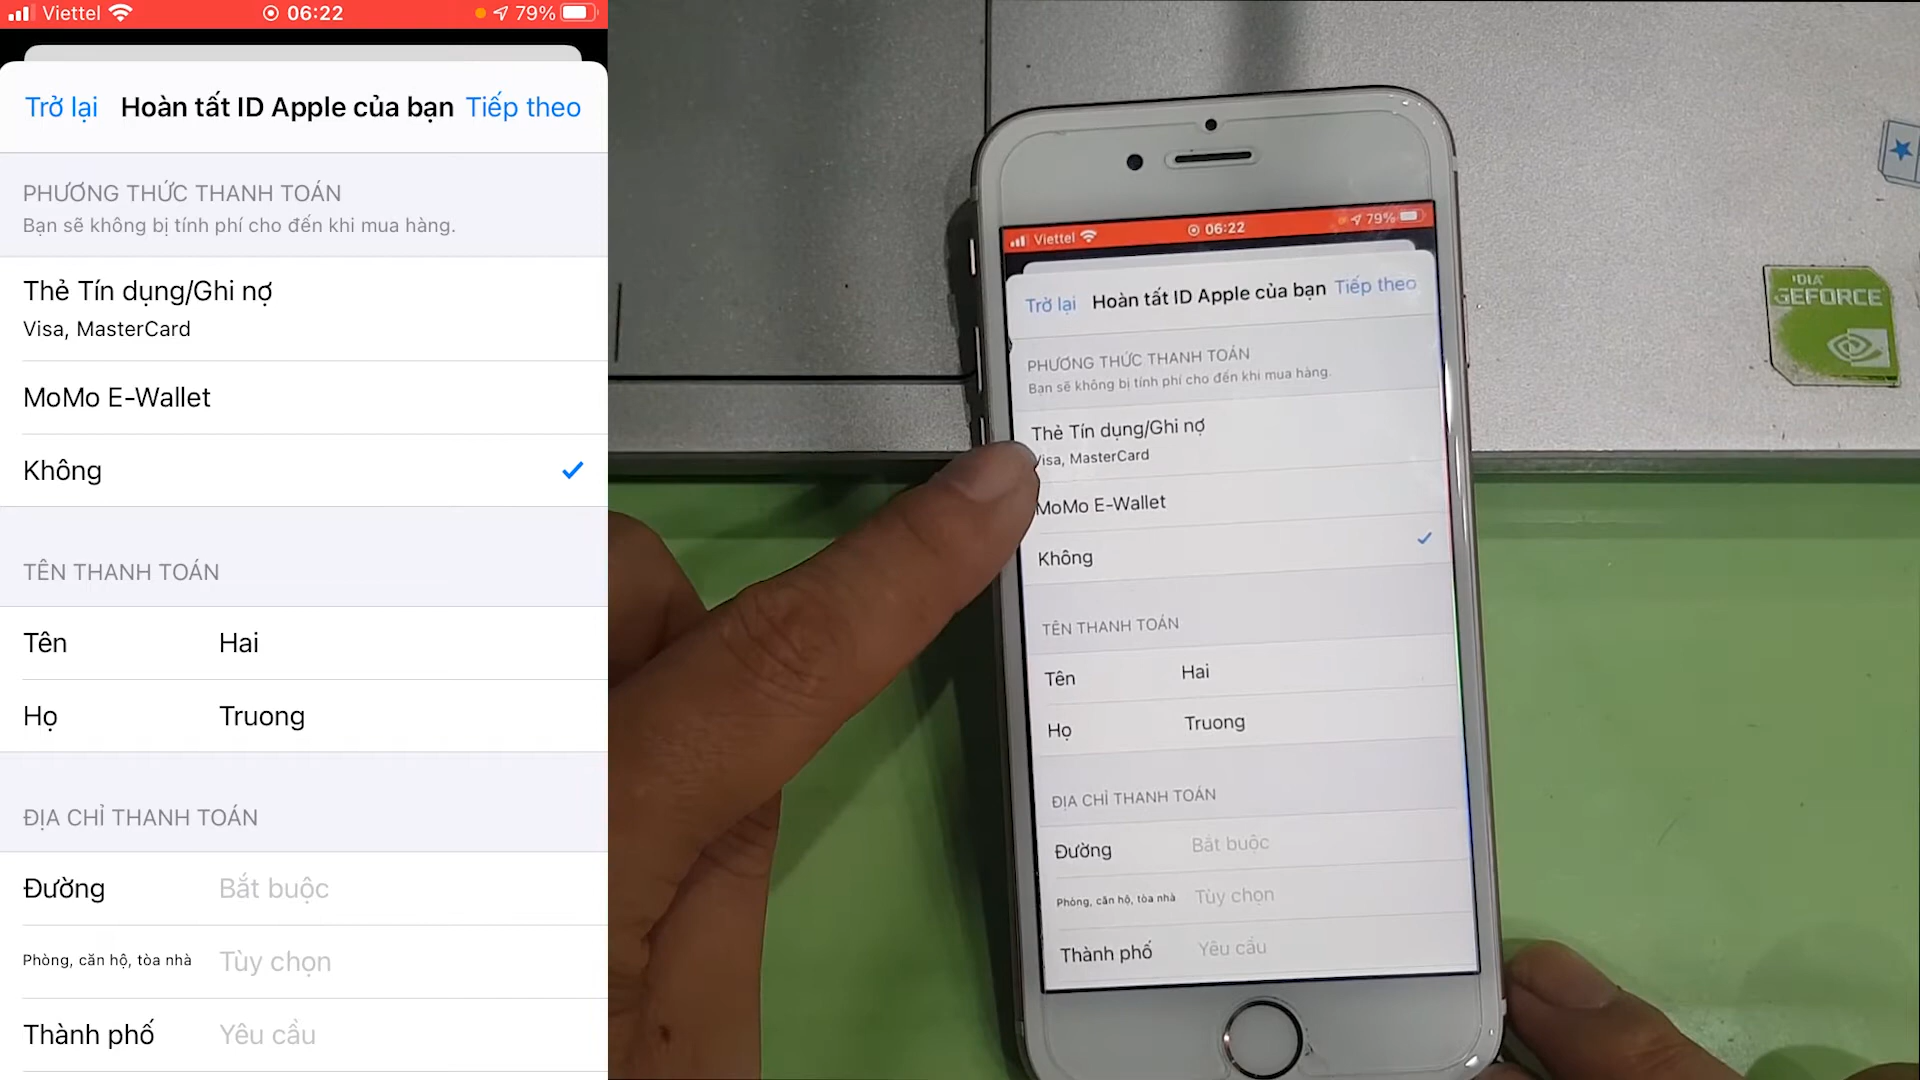 Viettel 06:22 79%
Trở lại Hoàn tất ID Apple của bạn Tiếp theo
PHƯƠNG THỨC THANH TOÁN
Bạn sẽ không bị tính phí cho đến khi mua hàng.
Thẻ Tín dụng/Ghi nợ
Visa, MasterCard
MoMo E-Wallet
Không
TÊN THANH TOÁN
Tên Hai
Họ Truong
ĐỊA CHỈ THANH TOÁN
Đường Bắt buộc
Phòng, căn hộ, tòa nhà Tùy chọn
Thành phố Yêu cầu
Viettel 06:22 79%
Trở lại Hoàn tất ID Apple của bạn Tiếp theo
PHƯƠNG THỨC THANH TOÁN
Bạn sẽ không bị tính phí cho đến khi mua hàng.
Thẻ Tín dụng/Ghi nợ
Visa, MasterCard
MoMo E-Wallet
Không
TÊN THANH TOÁN
Tên Hai
Họ Truong
ĐỊA CHỈ THANH TOÁN
Đường Bắt buộc
Phòng, căn hộ, tòa nhà Tùy chọn
Thành phố Yêu cầu
GEFORCE